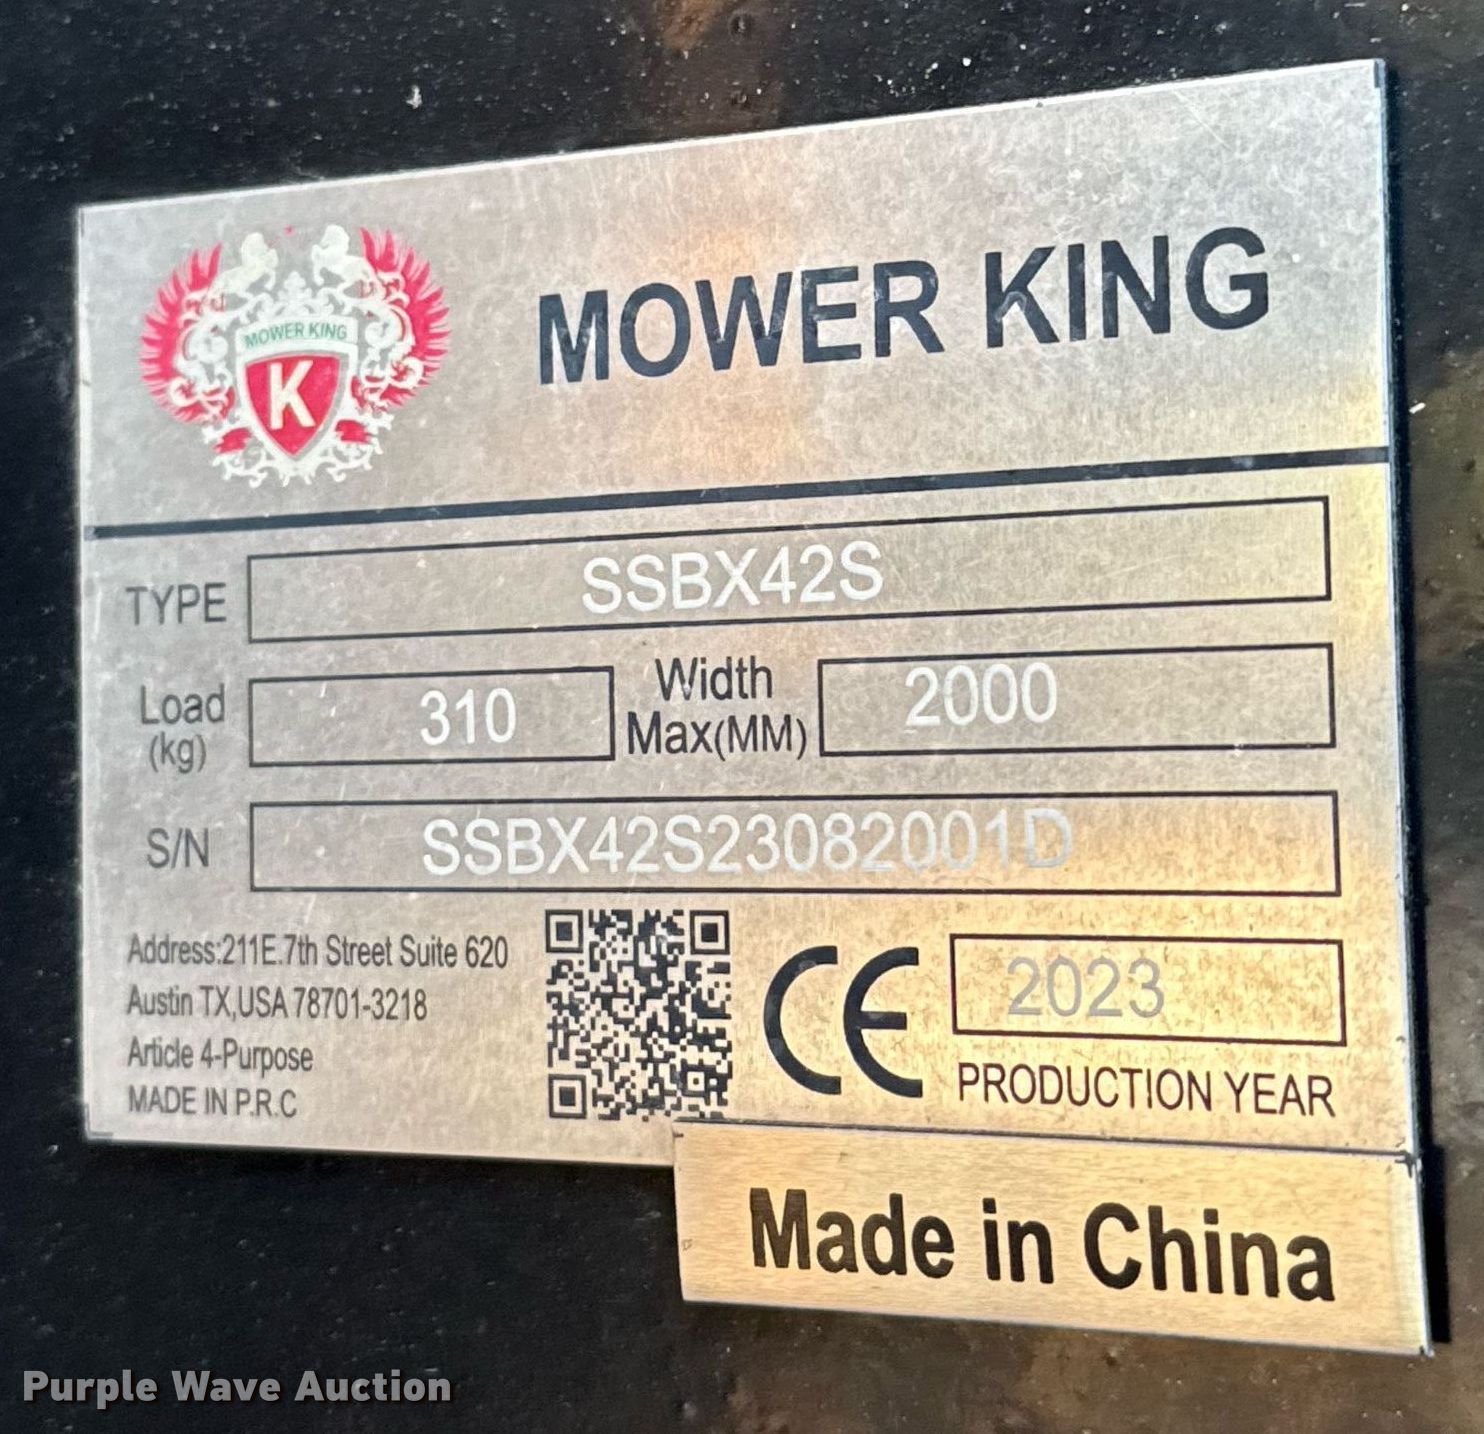 MOWER KING
K
MOWER KING
TYPE SSBX42S
Load (kg) 310 Width Max(MM) 2000
S/N SSBX42S23082001D
Address:211E.7th Street Suite 620
Austin TX,USA 78701-3218
Article 4-Purpose
MADE IN P.R.C
CE
2023
PRODUCTION YEAR
Made in China
Purple Wave Auction